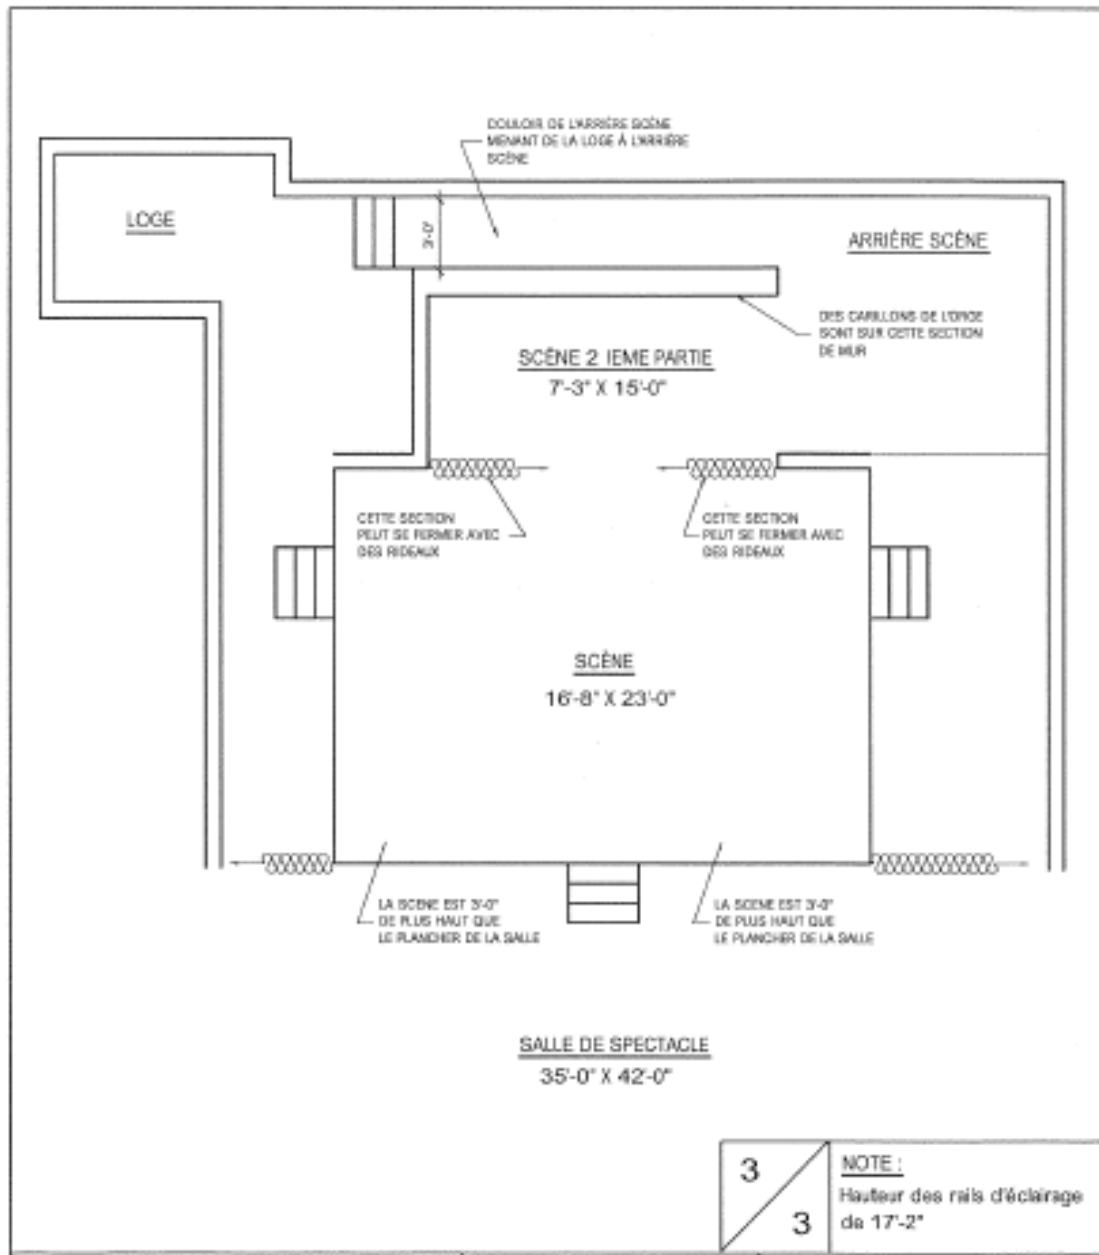 COULOIR DE L'ARRIÈRE SCÈNE
MENANT DE LA LOGE À L'ARRIÈRE
SCÈNE
LOGE
3'-0"
ARRIÈRE SCÈNE
DES CARILLONS DE L'ORGE
SONT SUR CETTE SECTION
DE MUR
SCÈNE 2 IEME PARTIE
7'-3" X 15'-0"
CETTE SECTION
PEUT SE FERMER AVEC
DES RIDEAUX
CETTE SECTION
PEUT SE FERMER AVEC
DES RIDEAUX
SCÈNE
16'-8" X 23'-0"
LA SCENE EST 3'-0"
DE PLUS HAUT QUE
LE PLANCHER DE LA SALLE
LA SCENE EST 3'-0"
DE PLUS HAUT QUE
LE PLANCHER DE LA SALLE
SALLE DE SPECTACLE
35'-0" X 42'-0"
3
3
NOTE :
Hauteur des rails d'éclairage
de 17'-2"